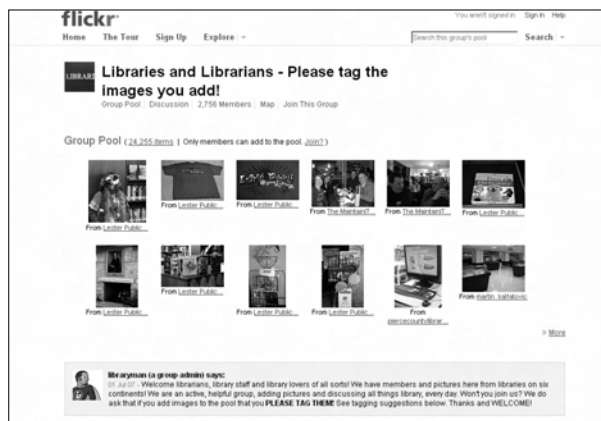 flickr
You aren't signed in Sign In Help
Home The Tour Sign Up Explore
Search this group's pool Search
LIBRARI
Libraries and Librarians - Please tag the
images you add!
Group Pool Discussion 2,756 Members Map Join This Group
Group Pool ( 24,255 items | Only members can add to the pool. Join? )
From Lester Public... From Lester Public... From Lester Public... From The MaintainIT... From The MaintainIT... From Lester Public...
From Lester Public... From Lester Public... From Lester Public... From Lester Public... From piercecountylibrar... From martin_kalfatovic
» More
libraryman (a group admin) says:
01 Jul 07 - Welcome librarians, library staff and library lovers of all sorts! We have members and pictures here from libraries on six
continents! We are an active, helpful group, adding pictures and discussing all things library, every day. Won't you join us? We do
ask that if you add images to the pool that you PLEASE TAG THEM! See tagging suggestions below. Thanks and WELCOME!